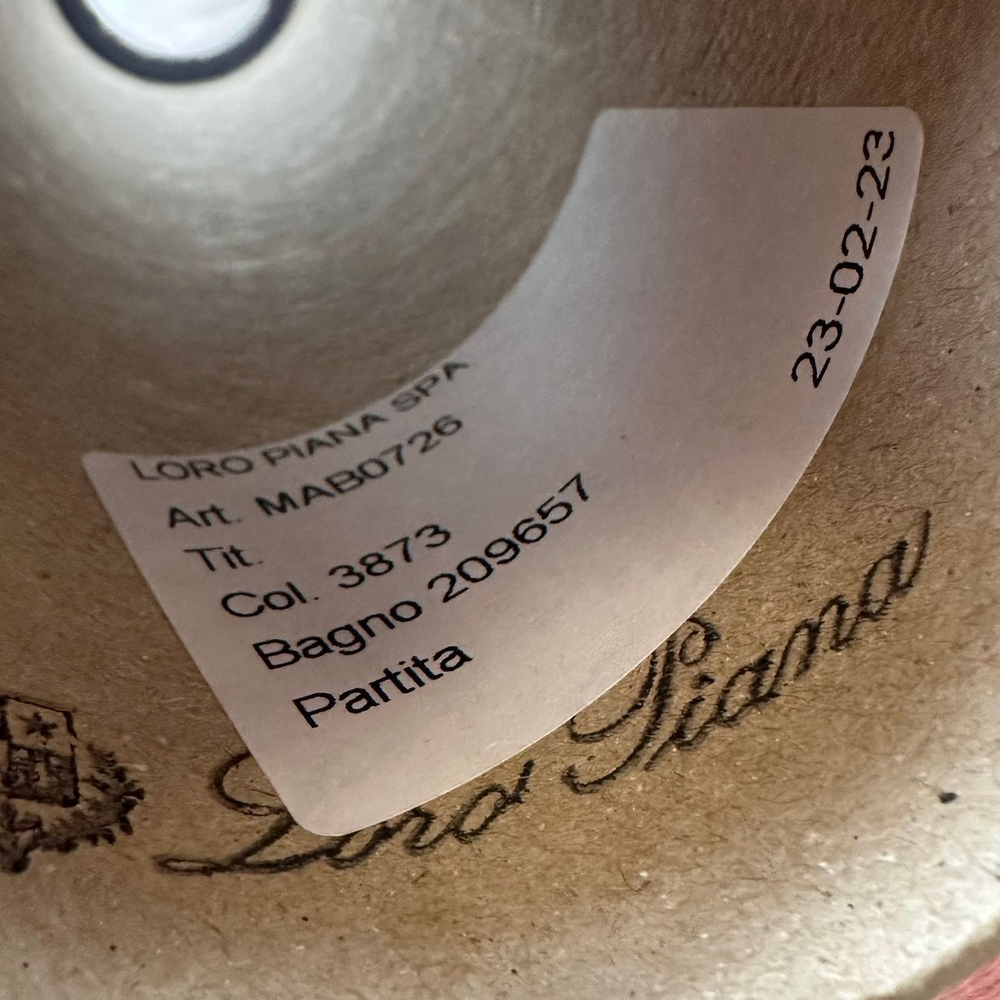 LORO PIANA SPA
Art. MAB0726
Tit.
Col. 3873
Bagno 209657
Partita
23-02-23
Loro Piana